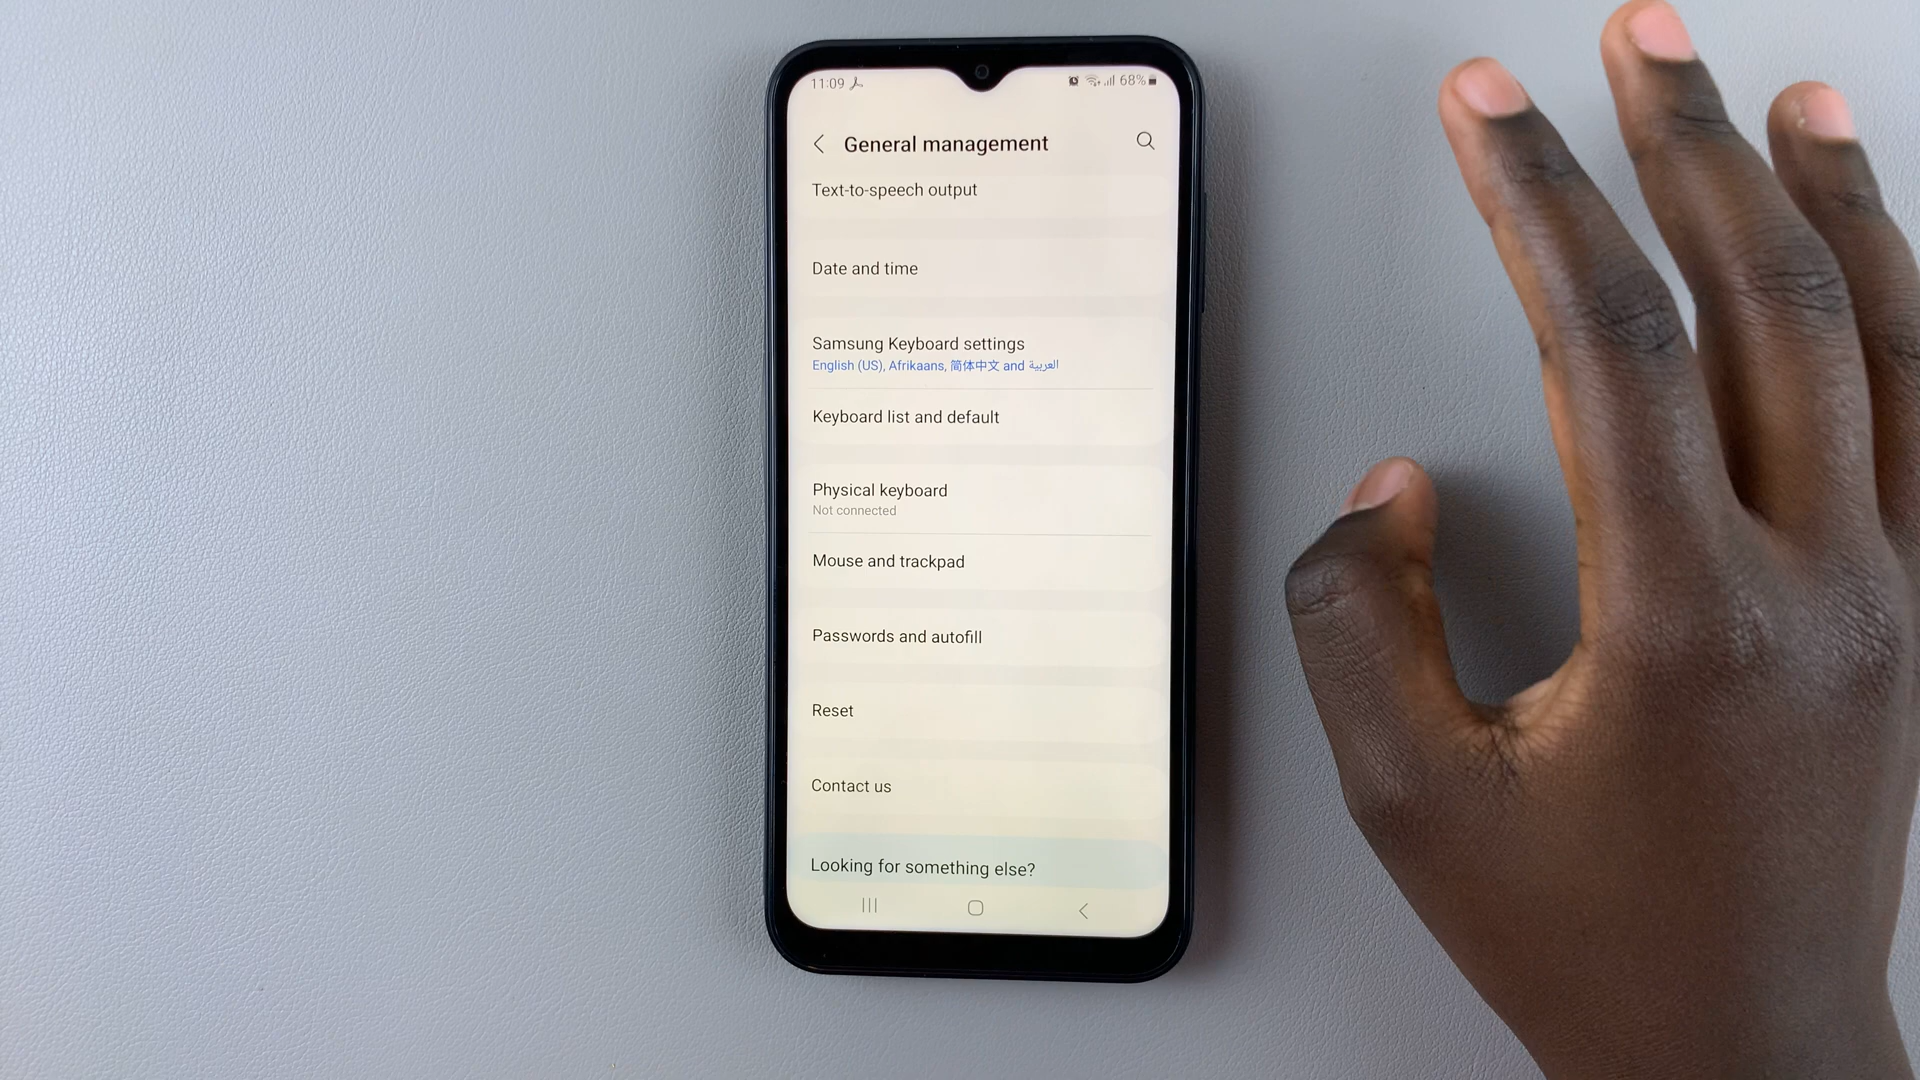 11:09
68%
General management
Text-to-speech output
Date and time
Samsung Keyboard settings
English (US), Afrikaans, 简体中文 and العربية
Keyboard list and default
Physical keyboard
Not connected
Mouse and trackpad
Passwords and autofill
Reset
Contact us
Looking for something else?